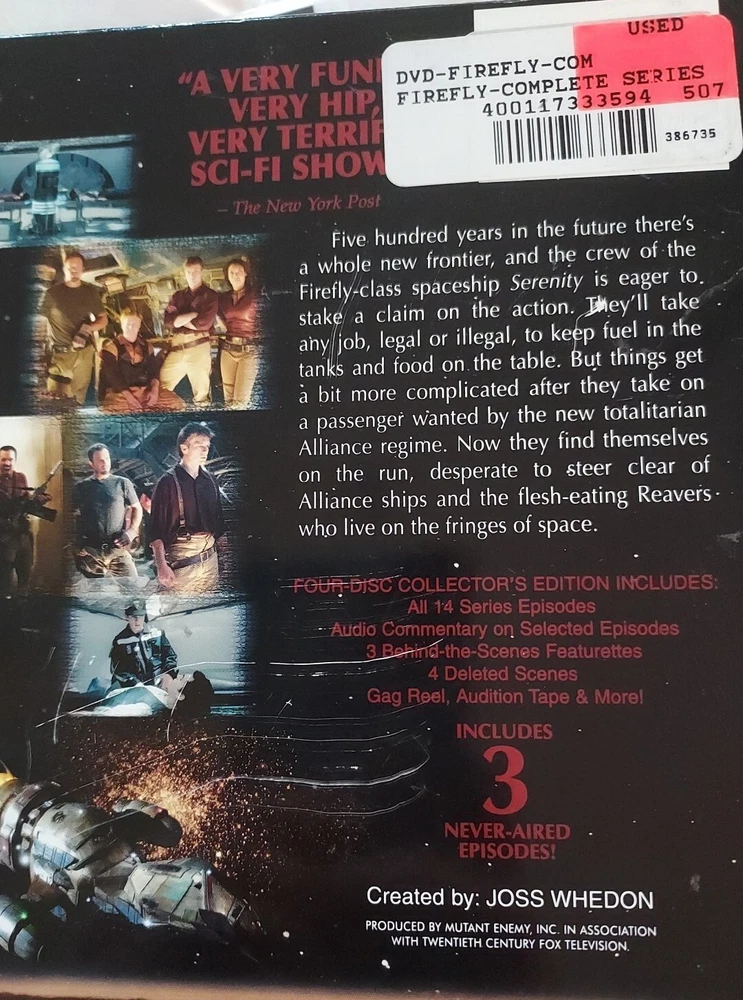 USED
DVD-FIREFLY-COM
FIREFLY-COMPLETE SERIES
400117333594 507
386735
“A VERY FUN
VERY HIP,
VERY TERRIF
SCI-FI SHOW
– The New York Post
Five hundred years in the future there’s
a whole new frontier, and the crew of the
Firefly-class spaceship Serenity is eager to
stake a claim on the action. They’ll take
any job, legal or illegal, to keep fuel in the
tanks and food on the table. But things get
a bit more complicated after they take on
a passenger wanted by the new totalitarian
Alliance regime. Now they find themselves
on the run, desperate to steer clear of
Alliance ships and the flesh-eating Reavers
who live on the fringes of space.
FOUR-DISC COLLECTOR’S EDITION INCLUDES:
All 14 Series Episodes
Audio Commentary on Selected Episodes
3 Behind-the-Scenes Featurettes
4 Deleted Scenes
Gag Reel, Audition Tape & More!
INCLUDES
3
NEVER-AIRED
EPISODES!
Created by: JOSS WHEDON
PRODUCED BY MUTANT ENEMY, INC. IN ASSOCIATION
WITH TWENTIETH CENTURY FOX TELEVISION.